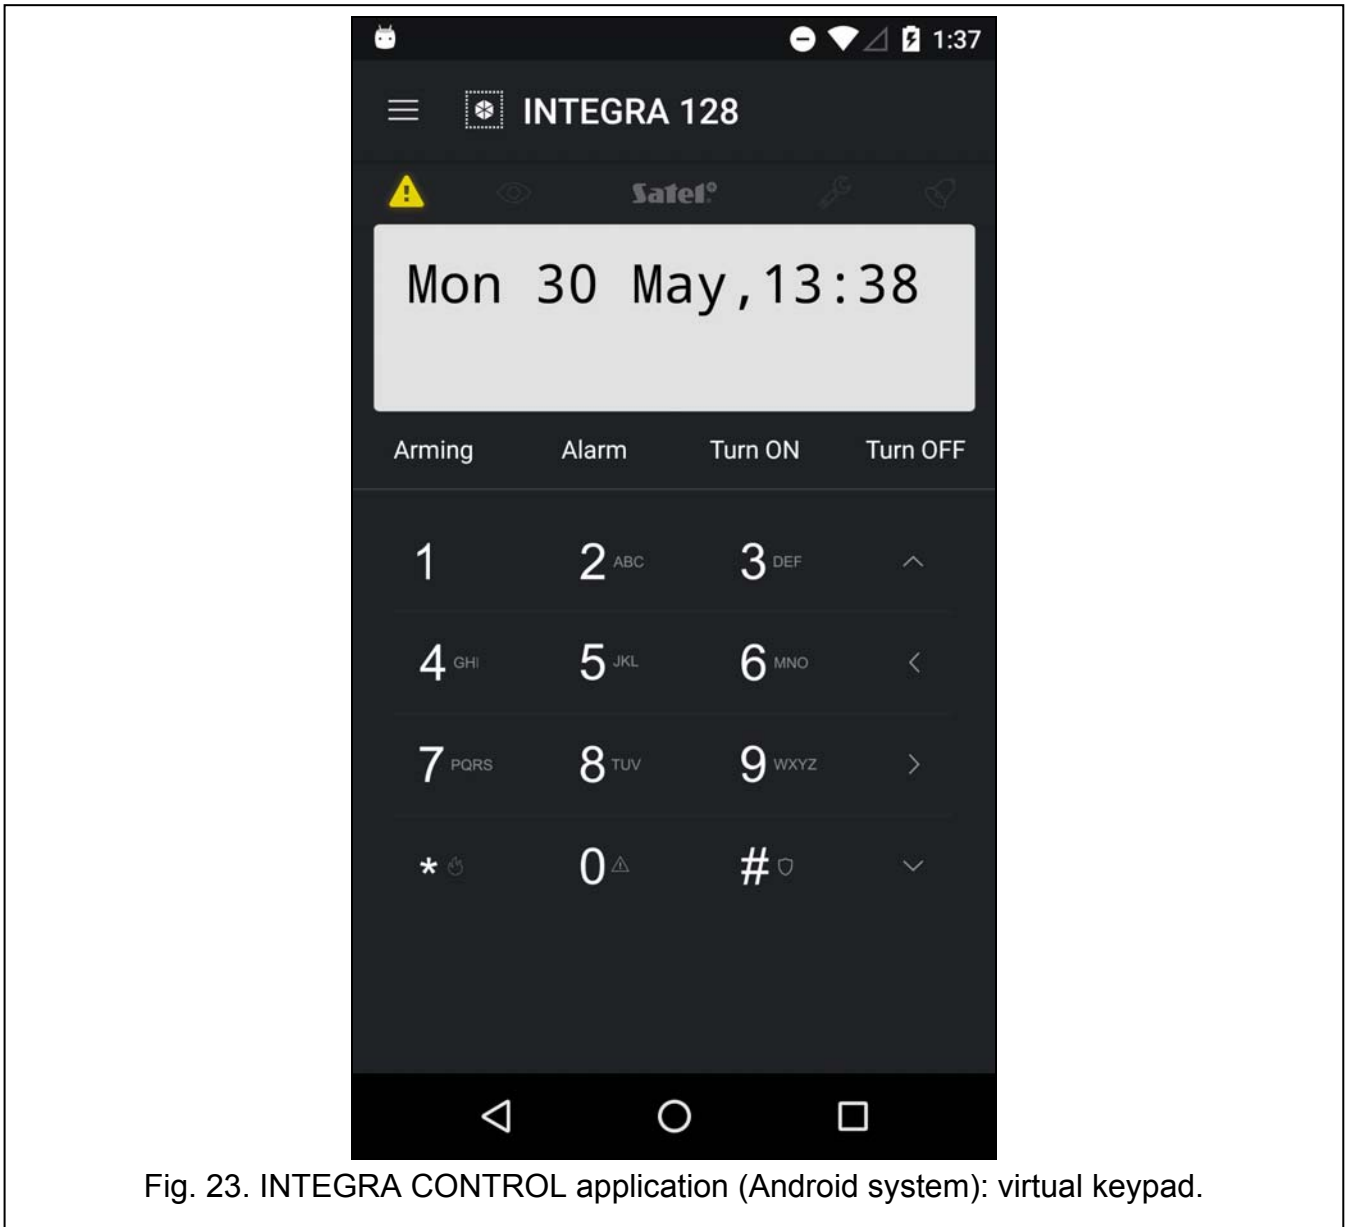 1:37
INTEGRA 128
Satel®
Mon 30 May,13:38
Arming Alarm Turn ON Turn OFF
1 2 ABC 3 DEF
4 GHI 5 JKL 6 MNO
7 PQRS 8 TUV 9 WXYZ
* 0 #
Fig. 23. INTEGRA CONTROL application (Android system): virtual keypad.